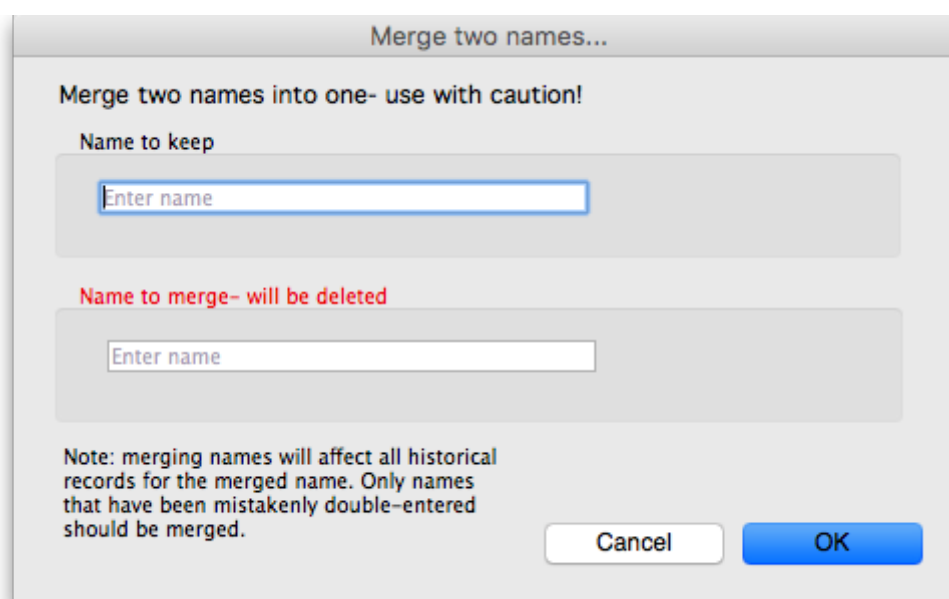 Merge two names...
Merge two names into one- use with caution!
Name to keep
Enter name
Name to merge– will be deleted
Enter name
Note: merging names will affect all historical
records for the merged name. Only names
that have been mistakenly double–entered
should be merged.
Cancel
OK